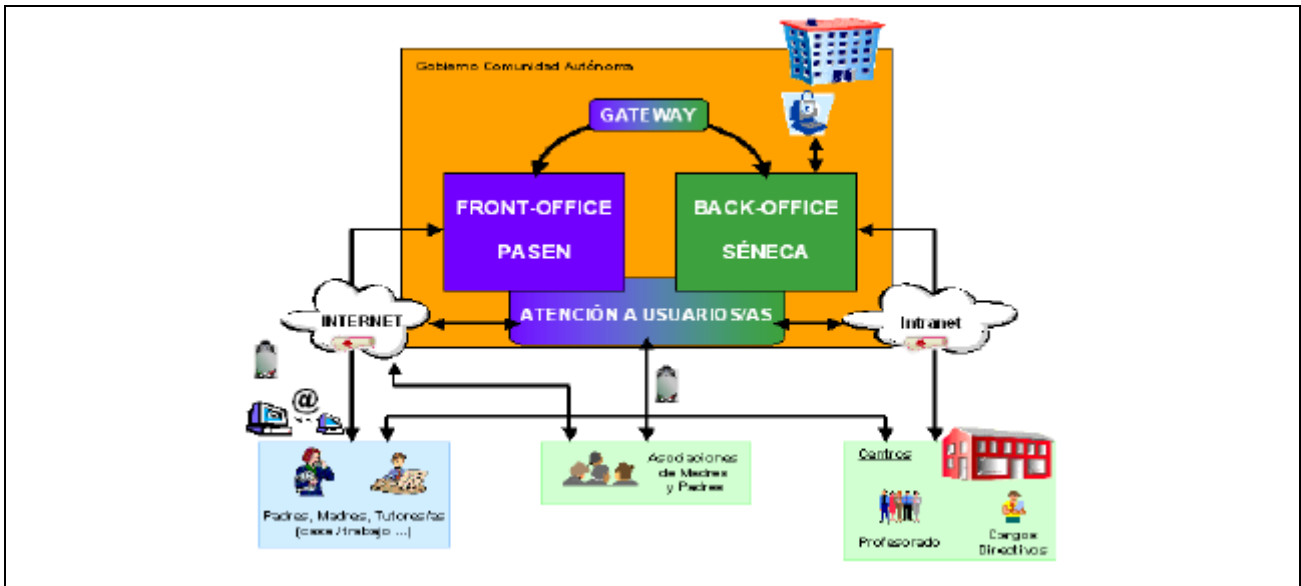 Gobierno Comunidad Autónoma
GATEWAY
FRONT-OFFICE
PASEN
BACK-OFFICE
SÉNECA
ATENCIÓN A USUARIOS/AS
INTERNET
Intranet
@
Padres, Madres, Tutores/as
(casa/trabajo ...)
Asociaciones
de Madres
y Padres
Centros
Profesorado
Cargos
Directivos